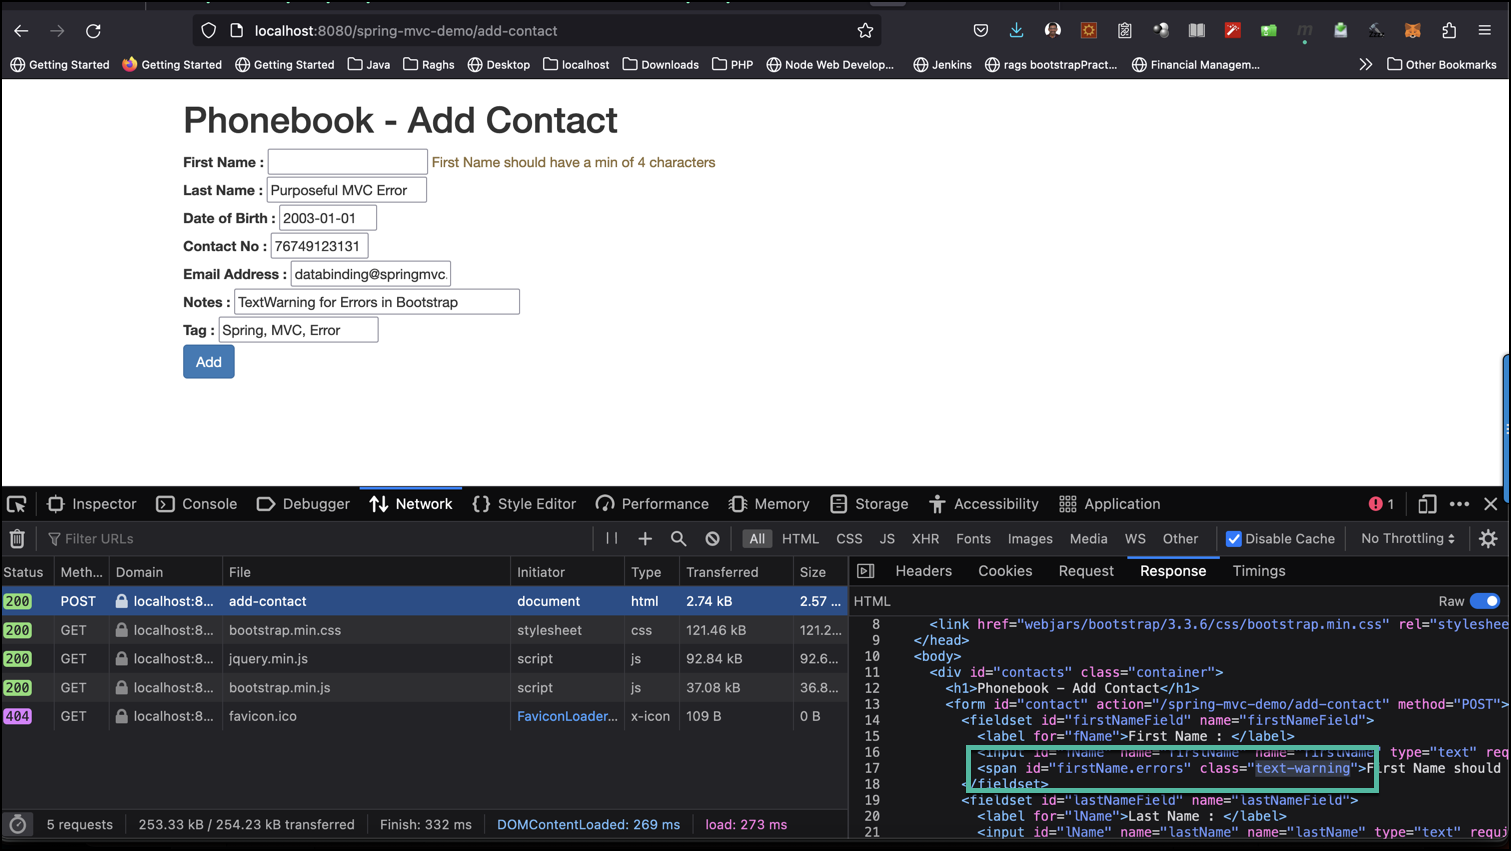 localhost:8080/spring-mvc-demo/add-contact
Getting Started Getting Started Getting Started Java Raghs Desktop localhost Downloads PHP Node Web Develop... Jenkins rags bootstrapPract... Financial Managem... Other Bookmarks
Phonebook - Add Contact
First Name : First Name should have a min of 4 characters
Last Name : Purposeful MVC Error
Date of Birth : 2003-01-01
Contact No : 76749123131
Email Address : databinding@springmvc.
Notes : TextWarning for Errors in Bootstrap
Tag : Spring, MVC, Error
Add
Inspector Console Debugger Network Style Editor Performance Memory Storage Accessibility Application 1
Filter URLs All HTML CSS JS XHR Fonts Images Media WS Other Disable Cache No Throttling
Status Meth... Domain File Initiator Type Transferred Size
200 POST localhost:8... add-contact document html 2.74 kB 2.57 ...
200 GET localhost:8... bootstrap.min.css stylesheet css 121.46 kB 121.2...
200 GET localhost:8... jquery.min.js script js 92.84 kB 92.6...
200 GET localhost:8... bootstrap.min.js script js 37.08 kB 36.8...
404 GET localhost:8... favicon.ico FaviconLoader... x-icon 109 B 0 B
5 requests 253.33 kB / 254.23 kB transferred Finish: 332 ms DOMContentLoaded: 269 ms load: 273 ms
Headers Cookies Request Response Timings
HTML Raw
8 <link href="webjars/bootstrap/3.3.6/css/bootstrap.min.css" rel="styleshee
9 </head>
10 <body>
11 <div id="contacts" class="container">
12 <h1>Phonebook - Add Contact</h1>
13 <form id="contact" action="/spring-mvc-demo/add-contact" method="POST">
14 <fieldset id="firstNameField" name="firstNameField">
15 <label for="fName">First Name : </label>
16 <input id="fName" name="firstName" name="firstName" type="text" req
17 <span id="firstName.errors" class="text-warning">First Name should
18 </fieldset>
19 <fieldset id="lastNameField" name="lastNameField">
20 <label for="lName">Last Name : </label>
21 <input id="lName" name="lastName" name="lastName" type="text" requi